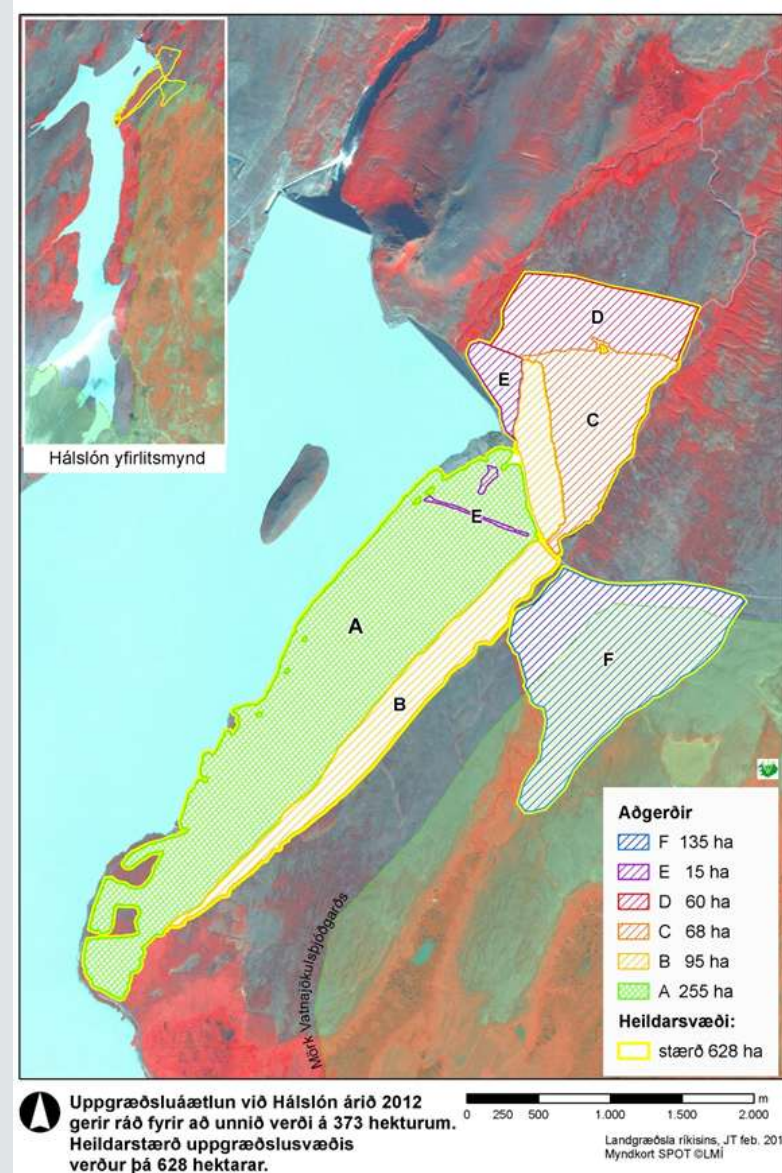 Hálslón yfirlitsmynd
D
E
C
E
A
B
F
Mörk Vatnajökulsþjóðgarðs
Aðgerðir
F 135 ha
E 15 ha
D 60 ha
C 68 ha
B 95 ha
A 255 ha
Heildarsvæði:
stærð 628 ha
Uppgræðsluáætlun við Hálslón árið 2012
gerir ráð fyrir að unnið verði á 373 hekturum.
Heildarstærð uppgræðslusvæðis
verður þá 628 hektarar.
0 250 500 1.000 1.500 2.000 m
Landgræðsla ríkisins, JT feb. 201
Myndkort SPOT ©LMÍ